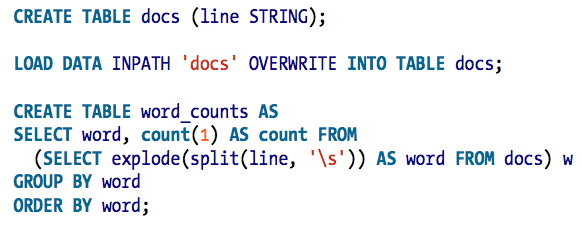 CREATE TABLE docs (line STRING);
LOAD DATA INPATH 'docs' OVERWRITE INTO TABLE docs;
CREATE TABLE word_counts AS
SELECT word, count(1) AS count FROM
(SELECT explode(split(line, '\s')) AS word FROM docs) w
GROUP BY word
ORDER BY word;